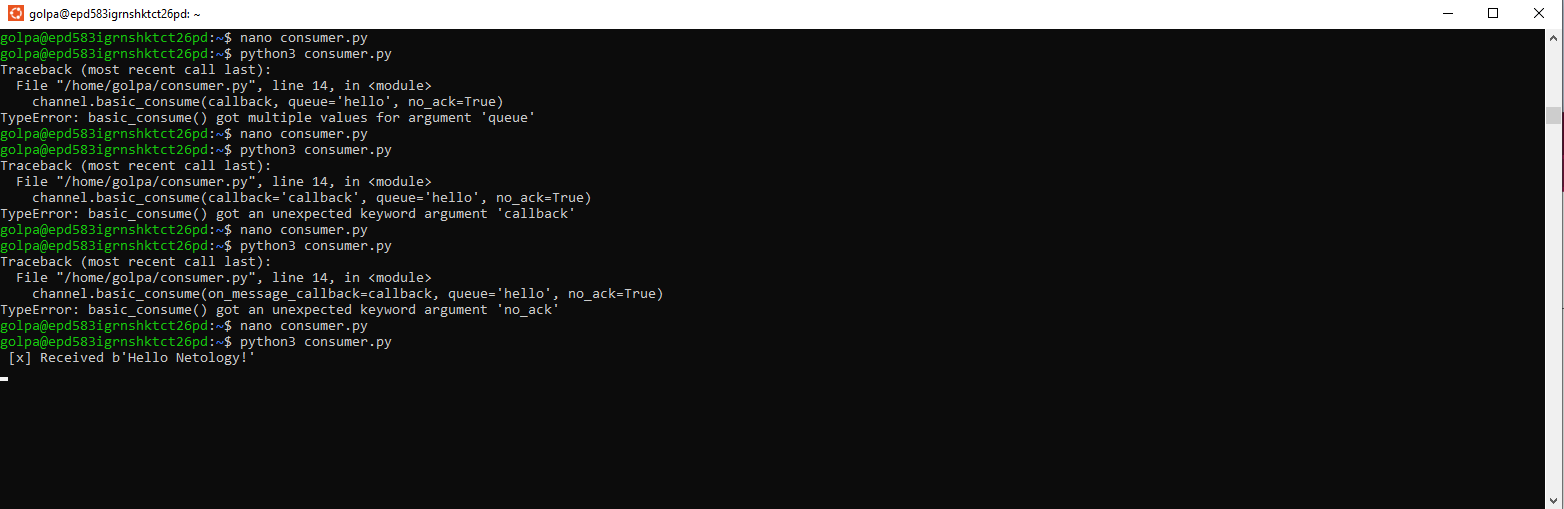 golpa@epd583igrnshktct26pd: ~
golpa@epd583igrnshktct26pd:~$ nano consumer.py
golpa@epd583igrnshktct26pd:~$ python3 consumer.py
Traceback (most recent call last):
  File "/home/golpa/consumer.py", line 14, in <module>
    channel.basic_consume(callback, queue='hello', no_ack=True)
TypeError: basic_consume() got multiple values for argument 'queue'
golpa@epd583igrnshktct26pd:~$ nano consumer.py
golpa@epd583igrnshktct26pd:~$ python3 consumer.py
Traceback (most recent call last):
  File "/home/golpa/consumer.py", line 14, in <module>
    channel.basic_consume(callback='callback', queue='hello', no_ack=True)
TypeError: basic_consume() got an unexpected keyword argument 'callback'
golpa@epd583igrnshktct26pd:~$ nano consumer.py
golpa@epd583igrnshktct26pd:~$ python3 consumer.py
Traceback (most recent call last):
  File "/home/golpa/consumer.py", line 14, in <module>
    channel.basic_consume(on_message_callback=callback, queue='hello', no_ack=True)
TypeError: basic_consume() got an unexpected keyword argument 'no_ack'
golpa@epd583igrnshktct26pd:~$ nano consumer.py
golpa@epd583igrnshktct26pd:~$ python3 consumer.py
 [x] Received b'Hello Netology!'